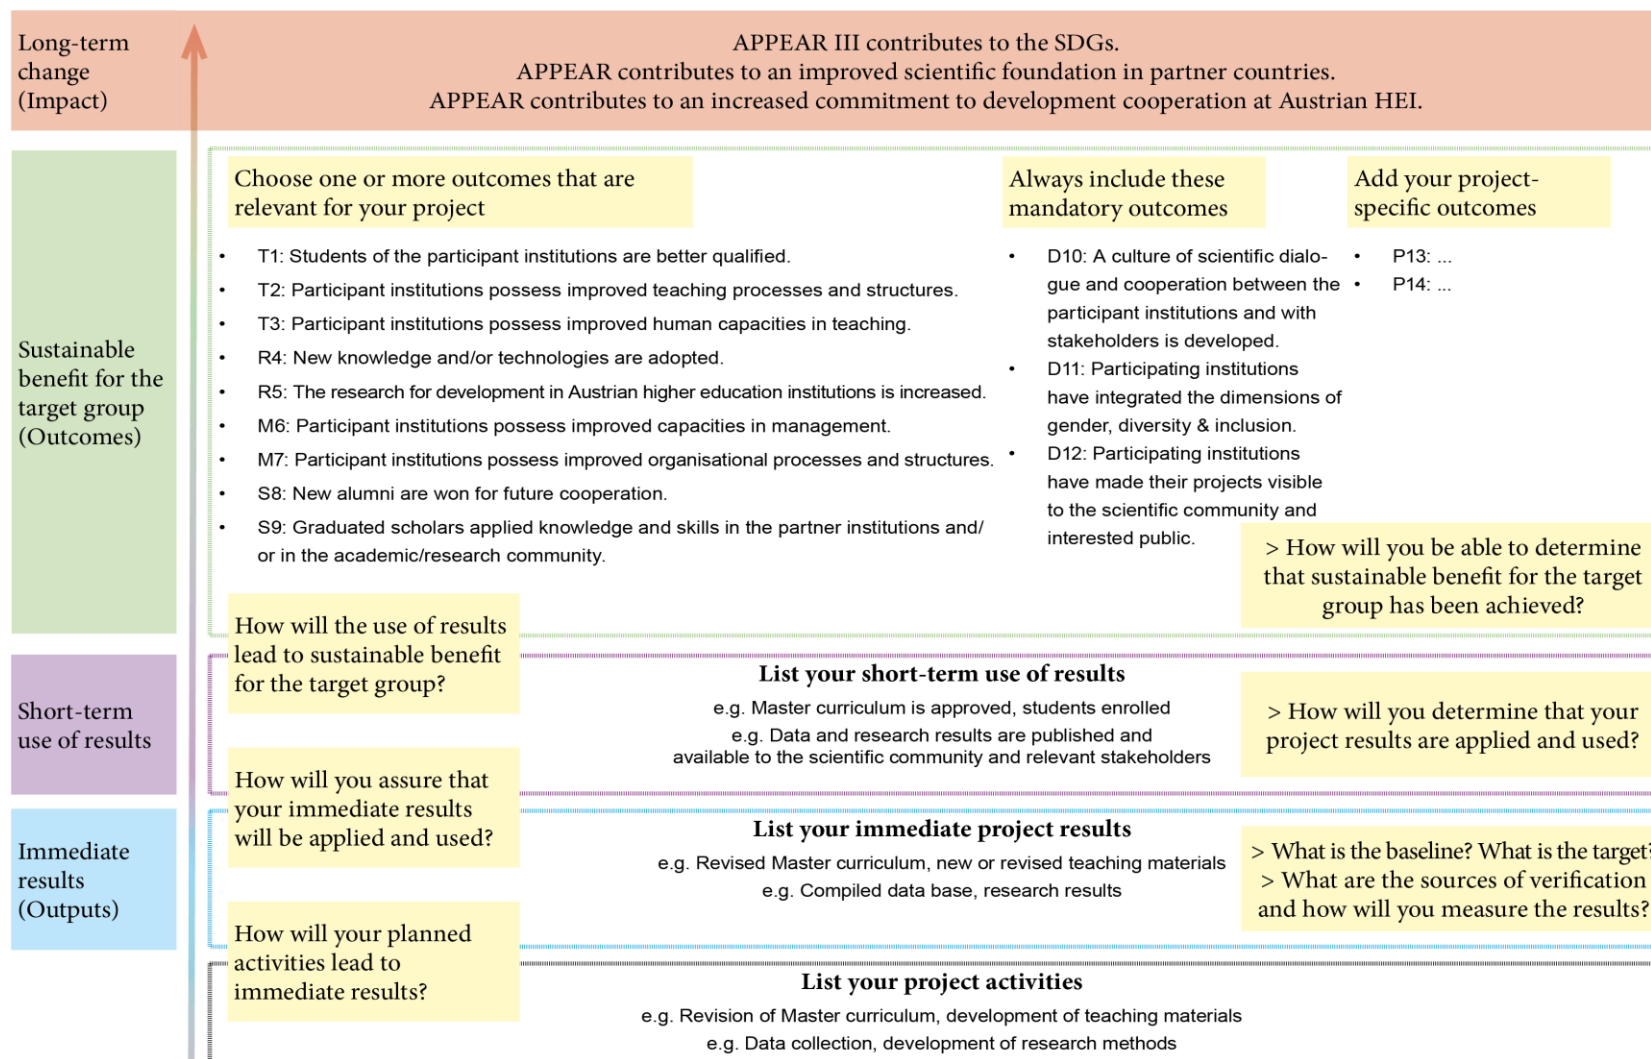 Long-term
change
(Impact)
APPEAR III contributes to the SDGs.
APPEAR contributes to an improved scientific foundation in partner countries.
APPEAR contributes to an increased commitment to development cooperation at Austrian HEI.
Sustainable
benefit for the
target group
(Outcomes)
Choose one or more outcomes that are
relevant for your project
• T1: Students of the participant institutions are better qualified.
• T2: Participant institutions possess improved teaching processes and structures.
• T3: Participant institutions possess improved human capacities in teaching.
• R4: New knowledge and/or technologies are adopted.
• R5: The research for development in Austrian higher education institutions is increased.
• M6: Participant institutions possess improved capacities in management.
• M7: Participant institutions possess improved organisational processes and structures.
• S8: New alumni are won for future cooperation.
• S9: Graduated scholars applied knowledge and skills in the partner institutions and/
or in the academic/research community.
Always include these
mandatory outcomes
• D10: A culture of scientific dialo-
gue and cooperation between the
participant institutions and with
stakeholders is developed.
• D11: Participating institutions
have integrated the dimensions of
gender, diversity & inclusion.
• D12: Participating institutions
have made their projects visible
to the scientific community and
interested public.
Add your project-
specific outcomes
• P13: ...
• P14: ...
> How will you be able to determine
that sustainable benefit for the target
group has been achieved?
How will the use of results
lead to sustainable benefit
for the target group?
Short-term
use of results
List your short-term use of results
e.g. Master curriculum is approved, students enrolled
e.g. Data and research results are published and
available to the scientific community and relevant stakeholders
> How will you determine that your
project results are applied and used?
How will you assure that
your immediate results
will be applied and used?
Immediate
results
(Outputs)
List your immediate project results
e.g. Revised Master curriculum, new or revised teaching materials
e.g. Compiled data base, research results
> What is the baseline? What is the target?
> What are the sources of verification
and how will you measure the results?
How will your planned
activities lead to
immediate results?
List your project activities
e.g. Revision of Master curriculum, development of teaching materials
e.g. Data collection, development of research methods